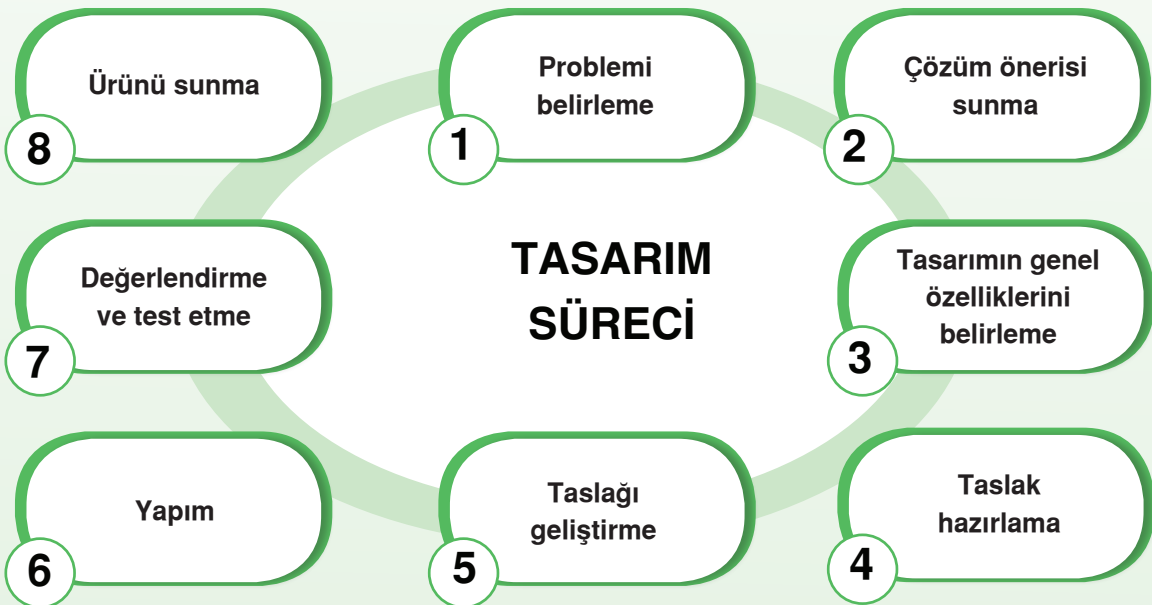 TASARIM
SÜRECİ
Problemi
belirleme
1
Çözüm önerisi
sunma
2
Tasarımın genel
özelliklerini
belirleme
3
Taslak
hazırlama
4
Taslağı
geliştirme
5
Yapım
6
Değerlendirme
ve test etme
7
Ürünü sunma
8